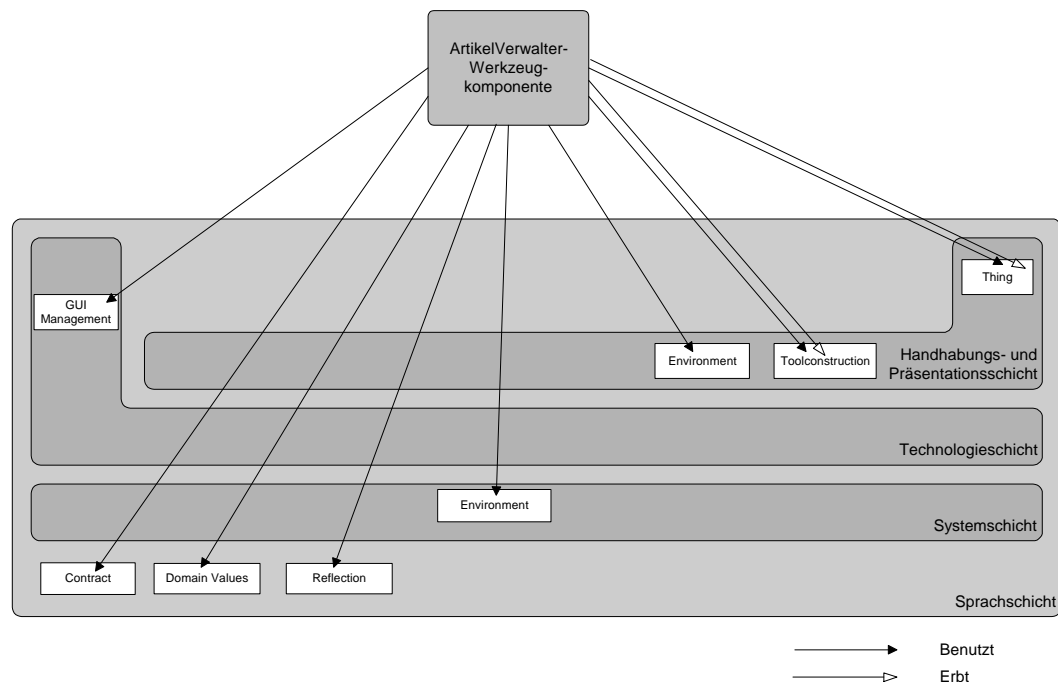 ArtikelVerwalter-
Werkzeug-
komponente
Thing
GUI
Management
Environment
Toolconstruction
Handhabungs- und
Präsentationsschicht
Technologieschicht
Environment
Systemschicht
Contract
Domain Values
Reflection
Sprachschicht
Benutzt
Erbt